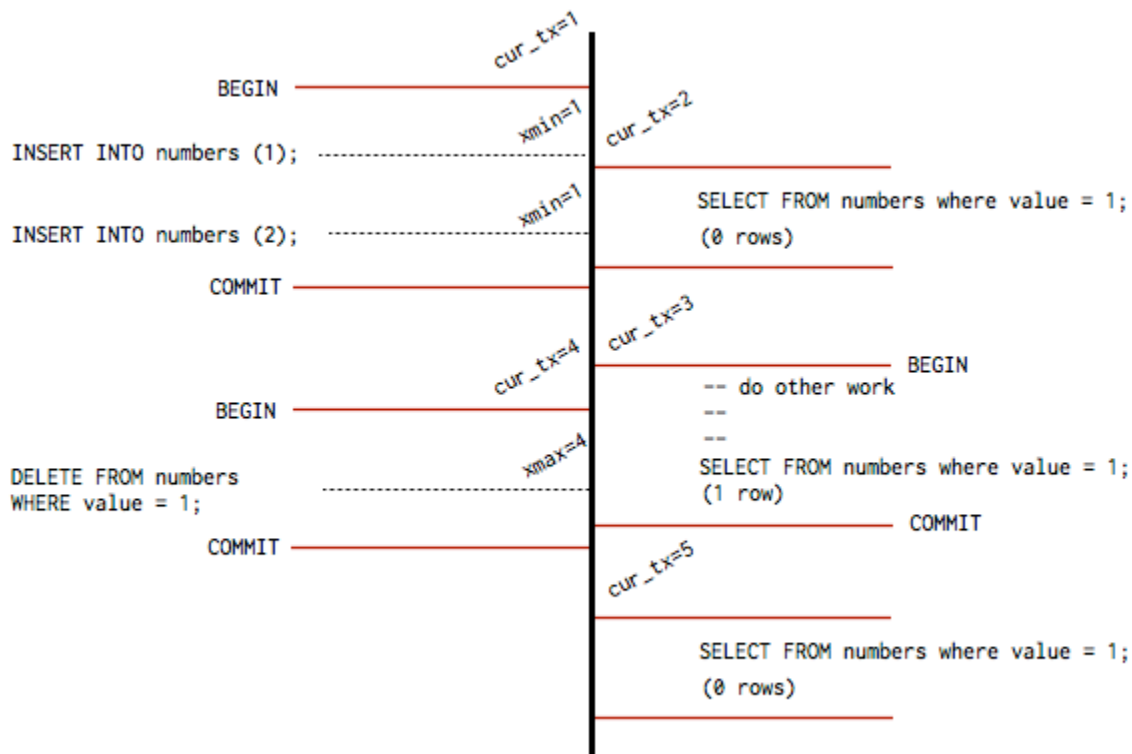 cur_tx=1
BEGIN
xmin=1
cur_tx=2
INSERT INTO numbers (1);
xmin=1
SELECT FROM numbers where value = 1;
INSERT INTO numbers (2);
(0 rows)
COMMIT
cur_tx=3
cur_tx=4
BEGIN
-- do other work
BEGIN
--
--
xmax=4
SELECT FROM numbers where value = 1;
DELETE FROM numbers
(1 row)
WHERE value = 1;
COMMIT
COMMIT
cur_tx=5
SELECT FROM numbers where value = 1;
(0 rows)